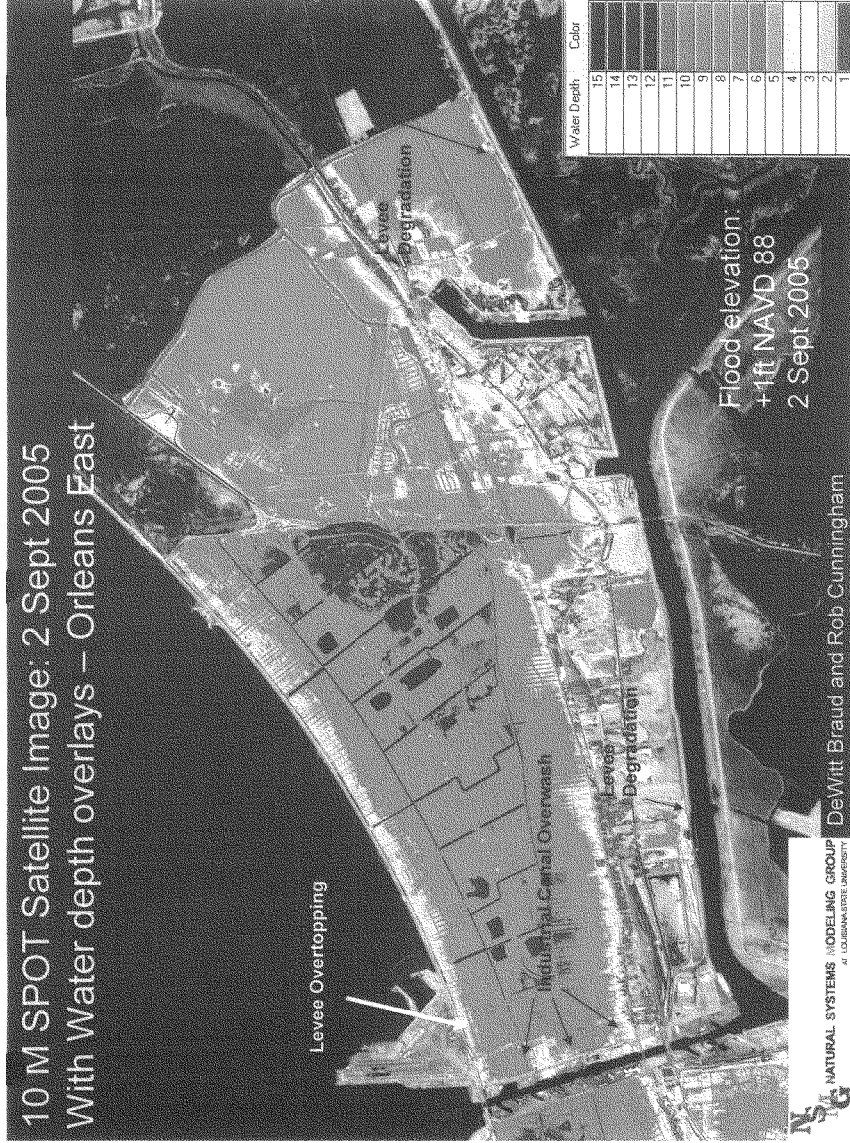 10 M SPOT Satellite Image: 2 Sept 2005
With Water depth overlays – Orleans East
Levee Overtopping
Industrial Canal Overwash
Levee
Degradation
Levee
Degradation
Flood elevation:
+1ft NAVD 88
2 Sept 2005
Water Depth Color
15
14
13
12
11
10
9
8
7
6
5
4
3
2
1
NSMG
NATURAL SYSTEMS MODELING GROUP
AT LOUISIANA STATE UNIVERSITY
DeWitt Braud and Rob Cunningham